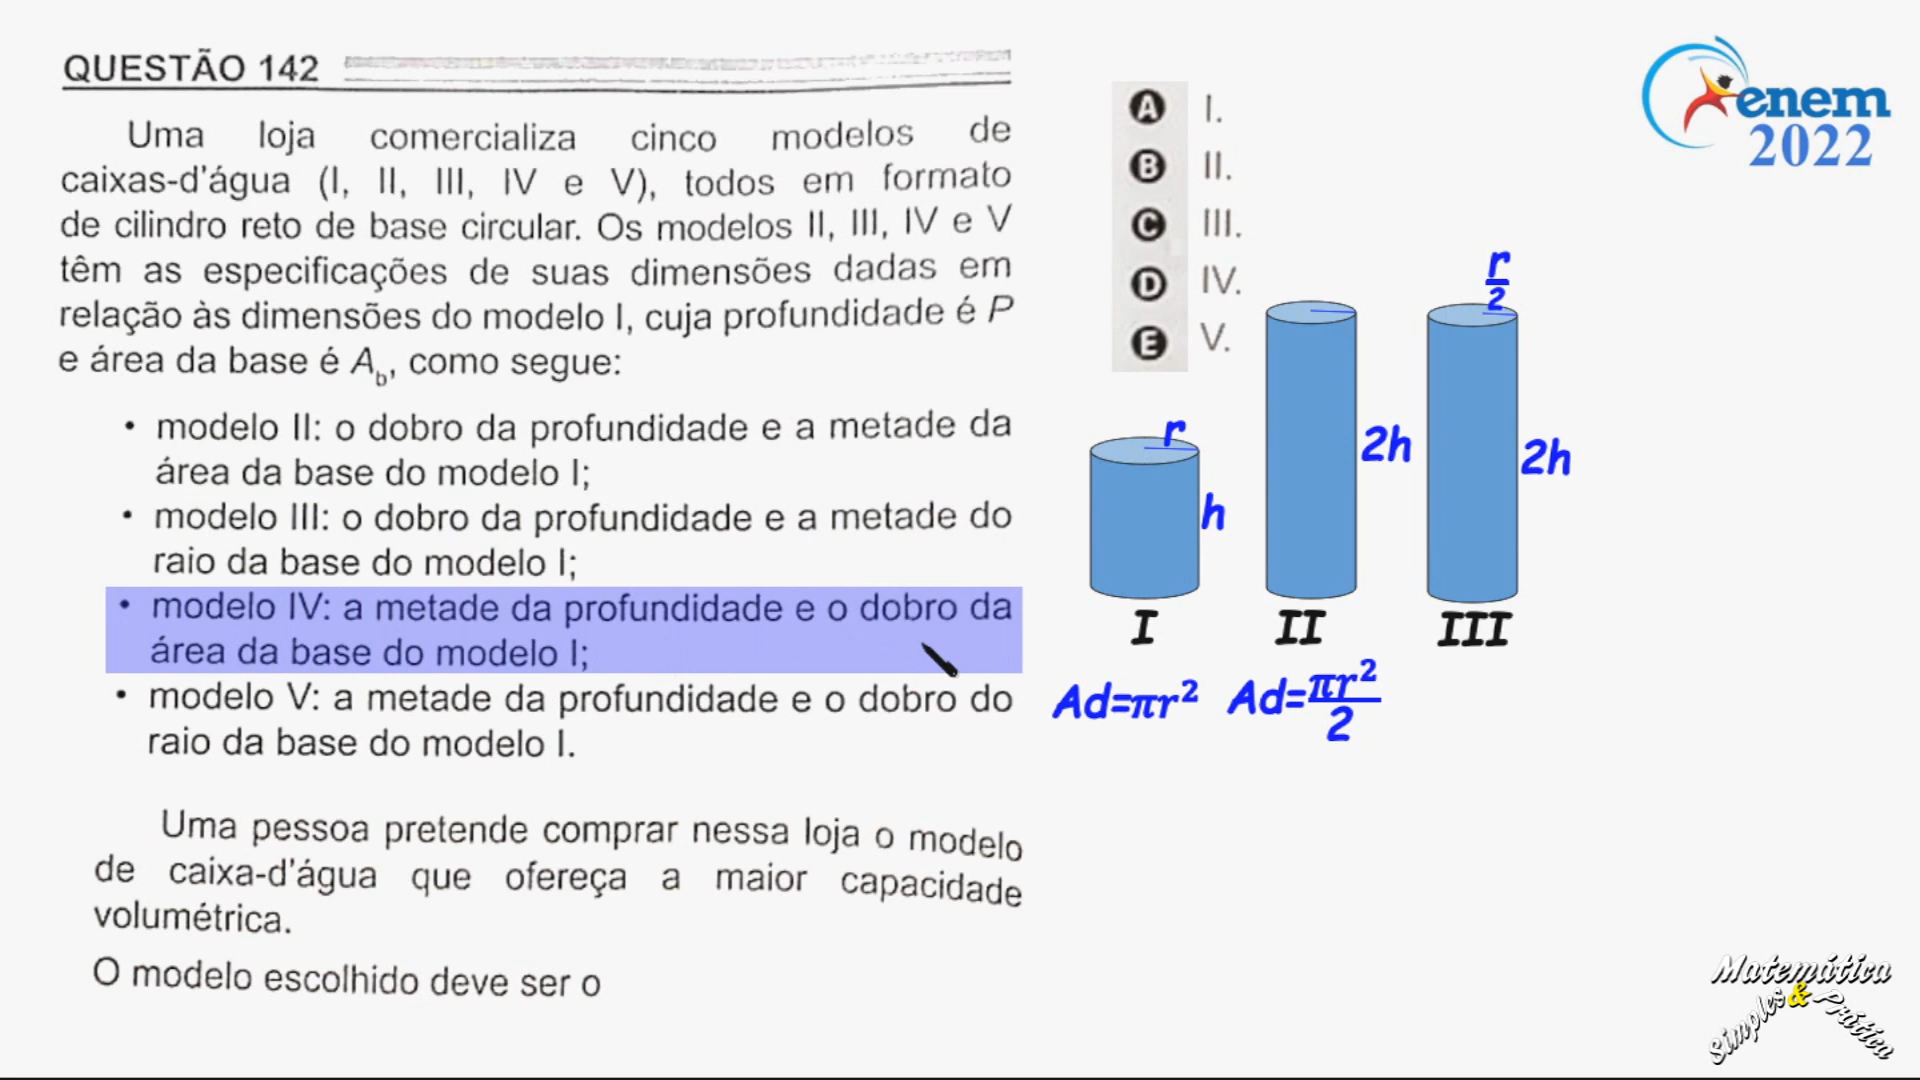 QUESTÃO 142
Uma loja comercializa cinco modelos de
caixas-d'água (I, II, III, IV e V), todos em formato
de cilindro reto de base circular. Os modelos II, III, IV e V
têm as especificações de suas dimensões dadas em
relação às dimensões do modelo I, cuja profundidade é P
e área da base é A_b, como segue:
• modelo II: o dobro da profundidade e a metade da
área da base do modelo I;
• modelo III: o dobro da profundidade e a metade do
raio da base do modelo I;
• modelo IV: a metade da profundidade e o dobro da
área da base do modelo I;
• modelo V: a metade da profundidade e o dobro do
raio da base do modelo I.
Uma pessoa pretende comprar nessa loja o modelo
de caixa-d'água que ofereça a maior capacidade
volumétrica.
O modelo escolhido deve ser o
A I.
B II.
C III.
D IV.
E V.
r
h
I
Ad=πr²
2h
II
Ad=πr²/2
r/2
2h
III
enem
2022
Matemática
Simples & Prática